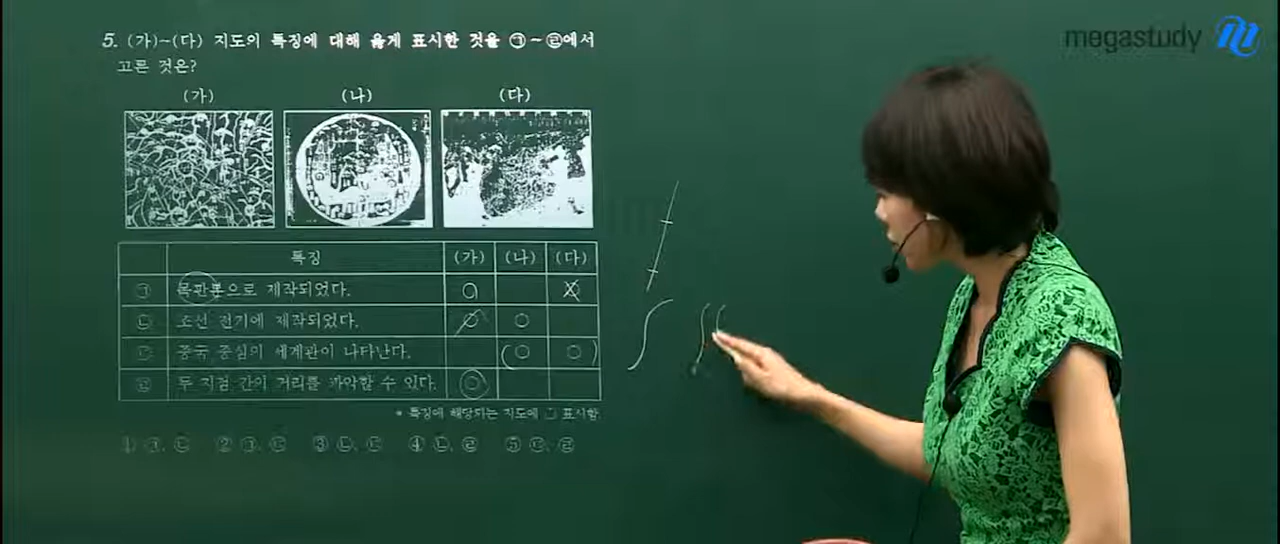 megastudy
5. (가)~(다) 지도의 특징에 대해 옳게 표시한 것을 ㉠~㉣에서
고른 것은?
(가) (나) (다)
특징 (가) (나) (다)
㉠ 목판본으로 제작되었다. ○ ×
㉡ 조선 전기에 제작되었다. ○ ○
㉢ 중국 중심의 세계관이 나타난다. ○ ○
㉣ 두 지점 간의 거리를 파악할 수 있다. ○
* 특징에 해당되는 지도에 ○ 표시함
① ㉠, ㉡ ② ㉠, ㉢ ③ ㉡, ㉢ ④ ㉡, ㉣ ⑤ ㉢, ㉣